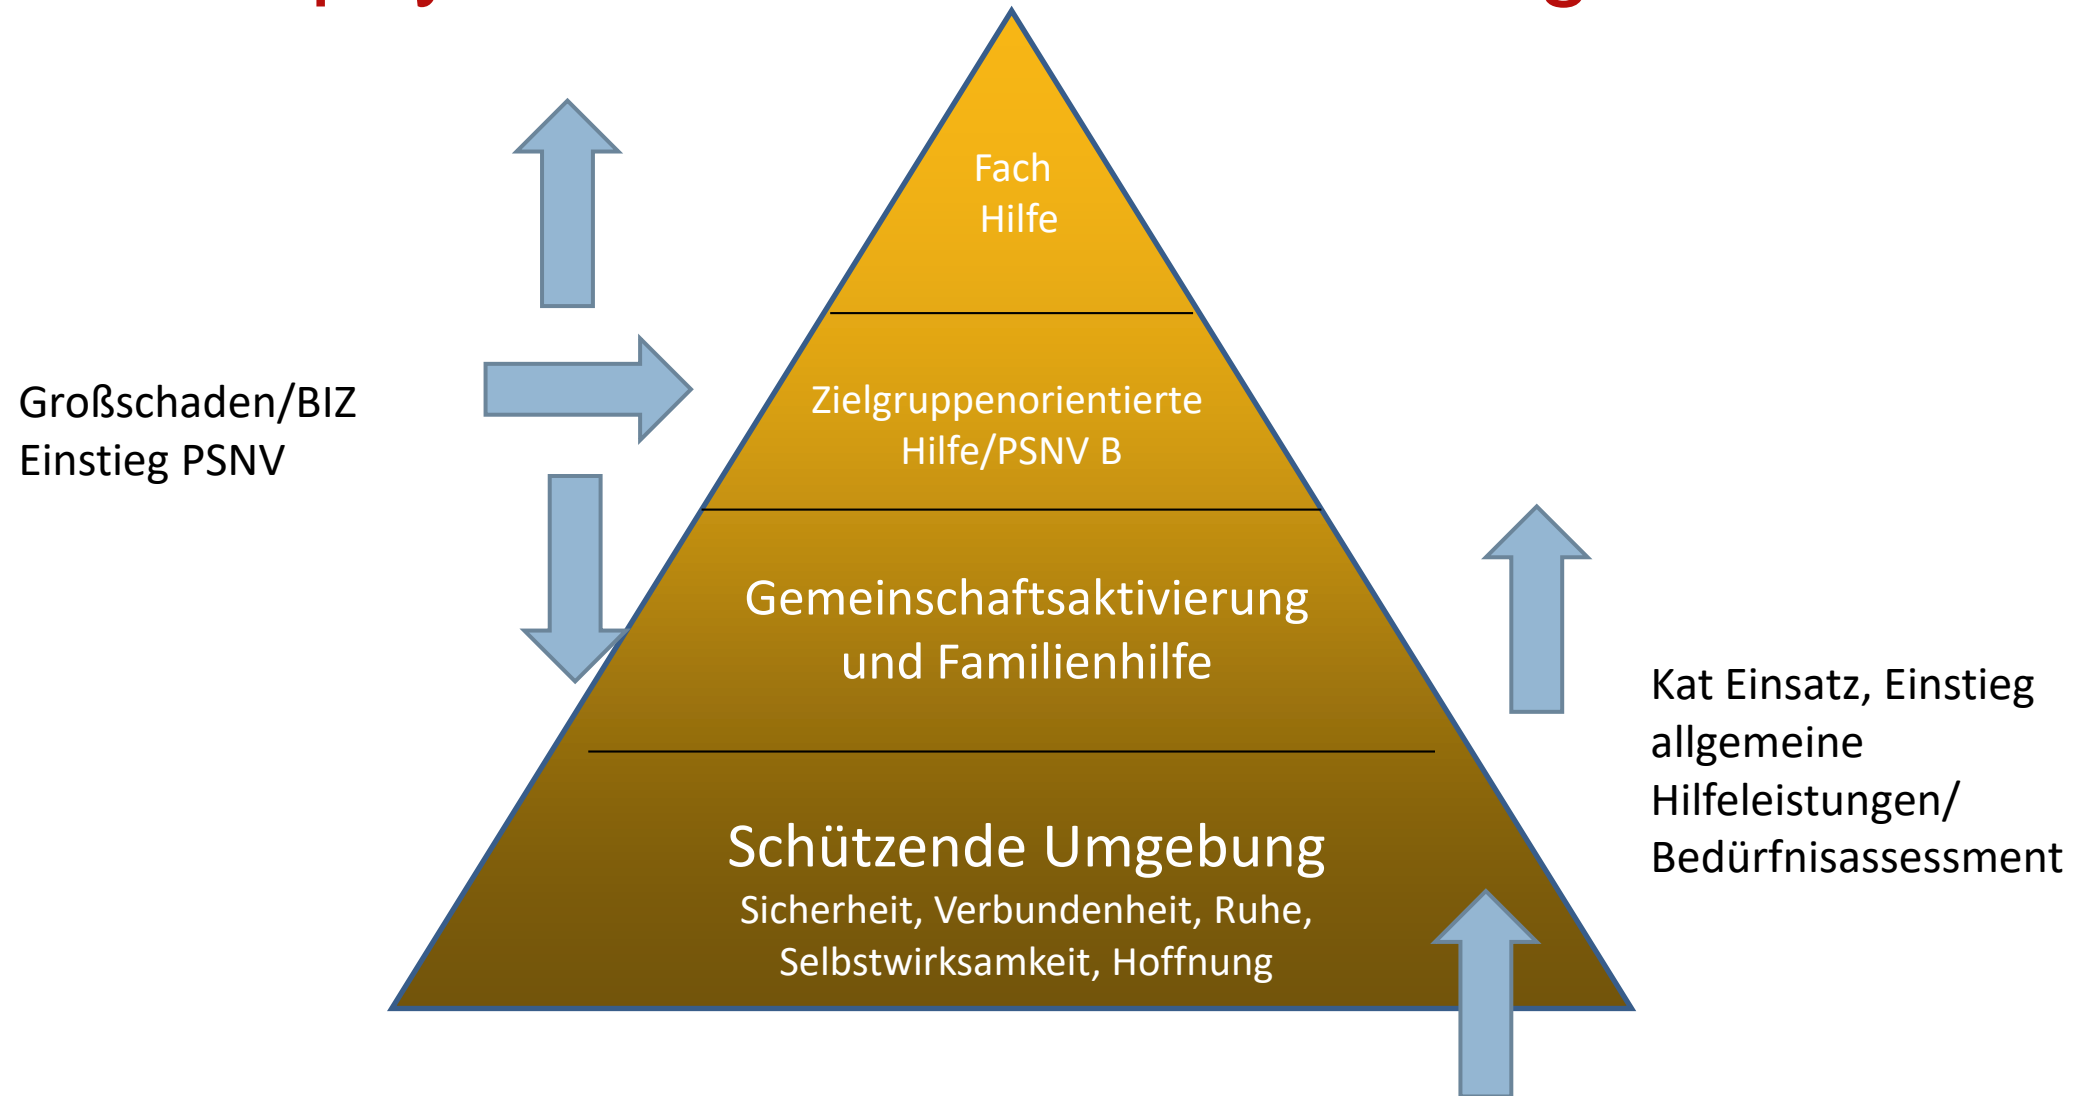 Fach
Hilfe
Großschaden/BIZ
Einstieg PSNV
Zielgruppenorientierte
Hilfe/PSNV B
Gemeinschaftsaktivierung
und Familienhilfe
Kat Einsatz, Einstieg
allgemeine
Hilfeleistungen/
Bedürfnisassessment
Schützende Umgebung
Sicherheit, Verbundenheit, Ruhe,
Selbstwirksamkeit, Hoffnung